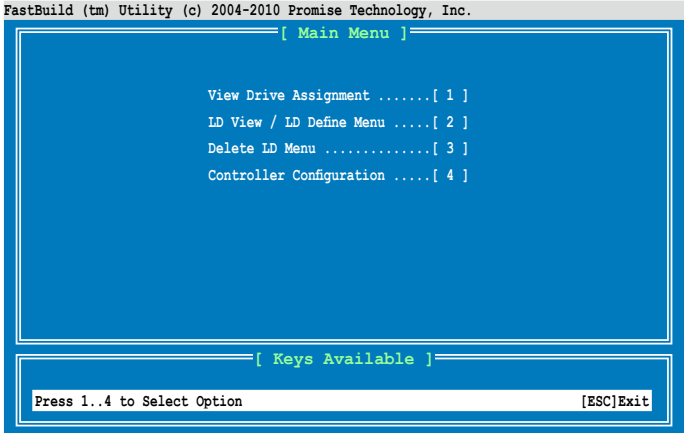 FastBuild (tm) Utility (c) 2004-2010 Promise Technology, Inc.
[ Main Menu ]
View Drive Assignment .......[ 1 ]
LD View / LD Define Menu .....[ 2 ]
Delete LD Menu ..............[ 3 ]
Controller Configuration .....[ 4 ]
[ Keys Available ]
Press 1..4 to Select Option [ESC]Exit